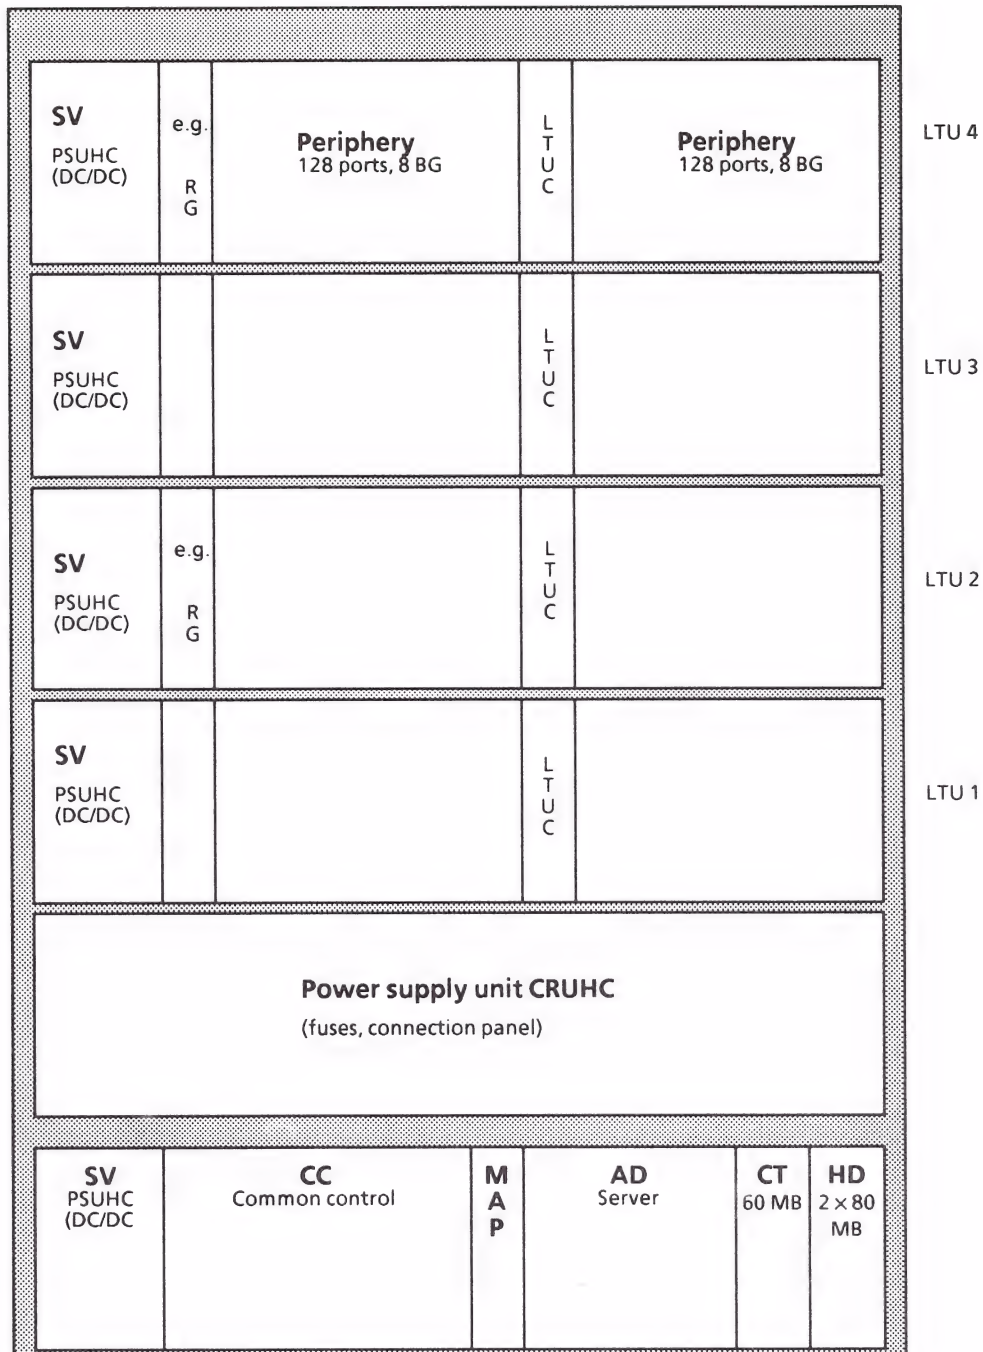 SV
PSUHC
(DC/DC)
e.g.
R
G
Periphery
128 ports, 8 BG
L
T
U
C
Periphery
128 ports, 8 BG
LTU 4
SV
PSUHC
(DC/DC)
L
T
U
C
LTU 3
SV
PSUHC
(DC/DC)
e.g.
R
G
L
T
U
C
LTU 2
SV
PSUHC
(DC/DC)
L
T
U
C
LTU 1
Power supply unit CRUHC
(fuses, connection panel)
SV
PSUHC
(DC/DC
CC
Common control
M
A
P
AD
Server
CT
60 MB
HD
2 × 80
MB